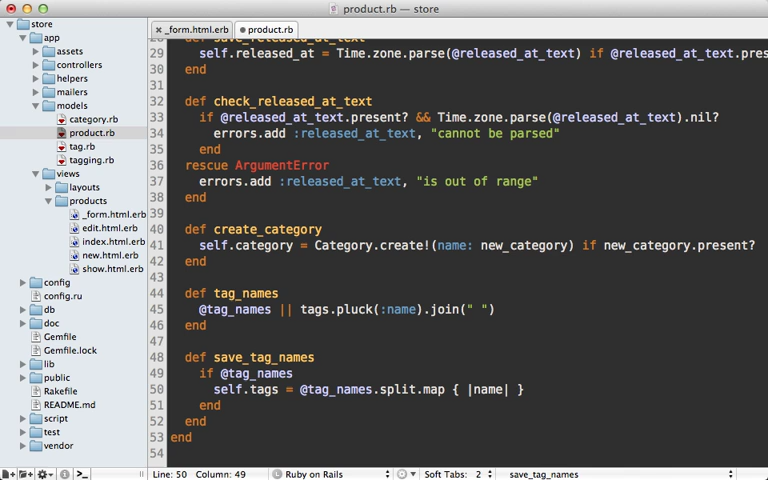 product.rb — store
store
app
assets
controllers
helpers
mailers
models
category.rb
product.rb
tag.rb
tagging.rb
views
layouts
products
_form.html.erb
edit.html.erb
index.html.erb
new.html.erb
show.html.erb
config
config.ru
db
doc
Gemfile
Gemfile.lock
lib
public
Rakefile
README.md
script
test
vendor
_form.html.erb
product.rb
28 def save_released_at_text
29 self.released_at = Time.zone.parse(@released_at_text) if @released_at_text.pres
30 end
31
32 def check_released_at_text
33 if @released_at_text.present? && Time.zone.parse(@released_at_text).nil?
34 errors.add :released_at_text, "cannot be parsed"
35 end
36 rescue ArgumentError
37 errors.add :released_at_text, "is out of range"
38 end
39
40 def create_category
41 self.category = Category.create!(name: new_category) if new_category.present?
42 end
43
44 def tag_names
45 @tag_names || tags.pluck(:name).join(" ")
46 end
47
48 def save_tag_names
49 if @tag_names
50 self.tags = @tag_names.split.map { |name| }
51 end
52 end
53 end
54
Line: 50 Column: 49 Ruby on Rails Soft Tabs: 2 save_tag_names